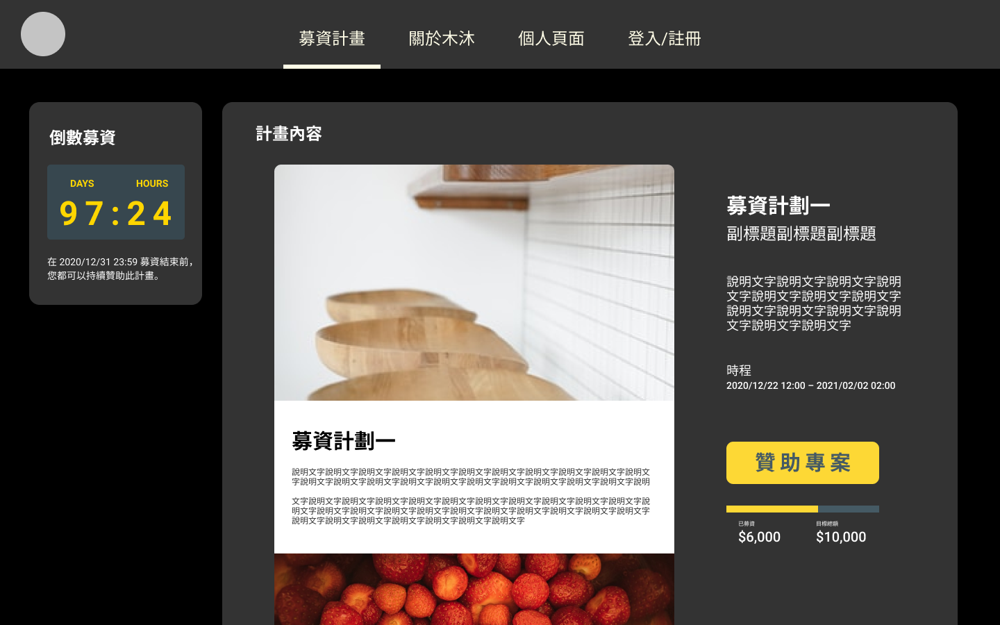 募資計畫
關於木沐
個人頁面
登入/註冊
倒數募資
DAYS HOURS
97:24
在 2020/12/31 23:59 募資結束前，
您都可以持續贊助此計畫。
計畫內容
募資計劃一
說明文字說明文字說明文字說明文字說明文字說明文字說明文字說明文字說明文字說明文字說明文
字說明文字說明文字說明文字說明文字說明文字說明文字說明文字說明文字說明文字說明文字說明
文字說明文字說明文字說明文字說明文字說明文字說明文字說明文字說明文字說明文字說明文字說
明文字說明文字說明文字說明文字說明文字說明文字說明文字說明文字說明文字說明文字說明文字
說明文字說明文字說明文字說明文字說明文字說明文字說明文字
募資計劃一
副標題副標題副標題
說明文字說明文字說明文字說明
文字說明文字說明文字說明文字
說明文字說明文字說明文字說明
文字說明文字說明文字
時程
2020/12/22 12:00 – 2021/02/02 02:00
贊助專案
已募資
$6,000
目標總額
$10,000